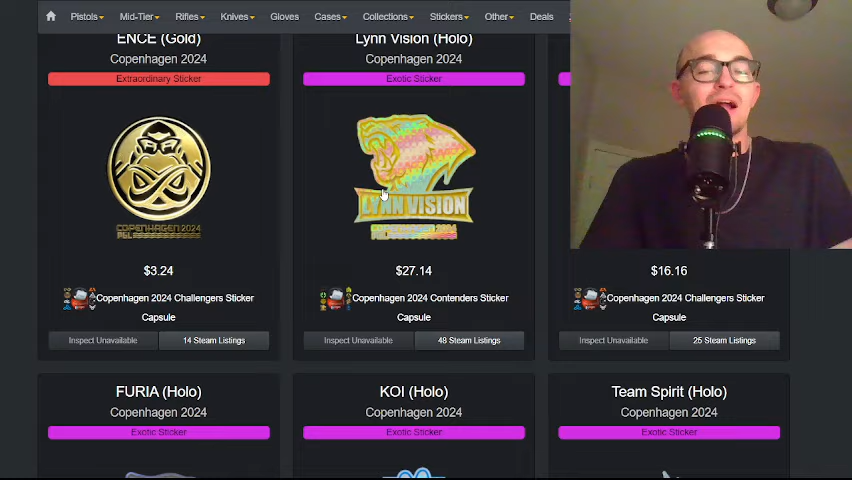 Pistols Mid-Tier Rifles Knives Gloves Cases Collections Stickers Other Deals
ENCE (Gold)
Copenhagen 2024
Extraordinary Sticker
COPENHAGEN 2024
$3.24
Copenhagen 2024 Challengers Sticker
Capsule
Inspect Unavailable 14 Steam Listings
Lynn Vision (Holo)
Copenhagen 2024
Exotic Sticker
LYNN VISION
COPENHAGEN 2024
PGL
$27.14
Copenhagen 2024 Contenders Sticker
Capsule
Inspect Unavailable 48 Steam Listings
$16.16
Copenhagen 2024 Challengers Sticker
Capsule
Inspect Unavailable 25 Steam Listings
FURIA (Holo)
Copenhagen 2024
Exotic Sticker
KOI (Holo)
Copenhagen 2024
Exotic Sticker
Team Spirit (Holo)
Copenhagen 2024
Exotic Sticker